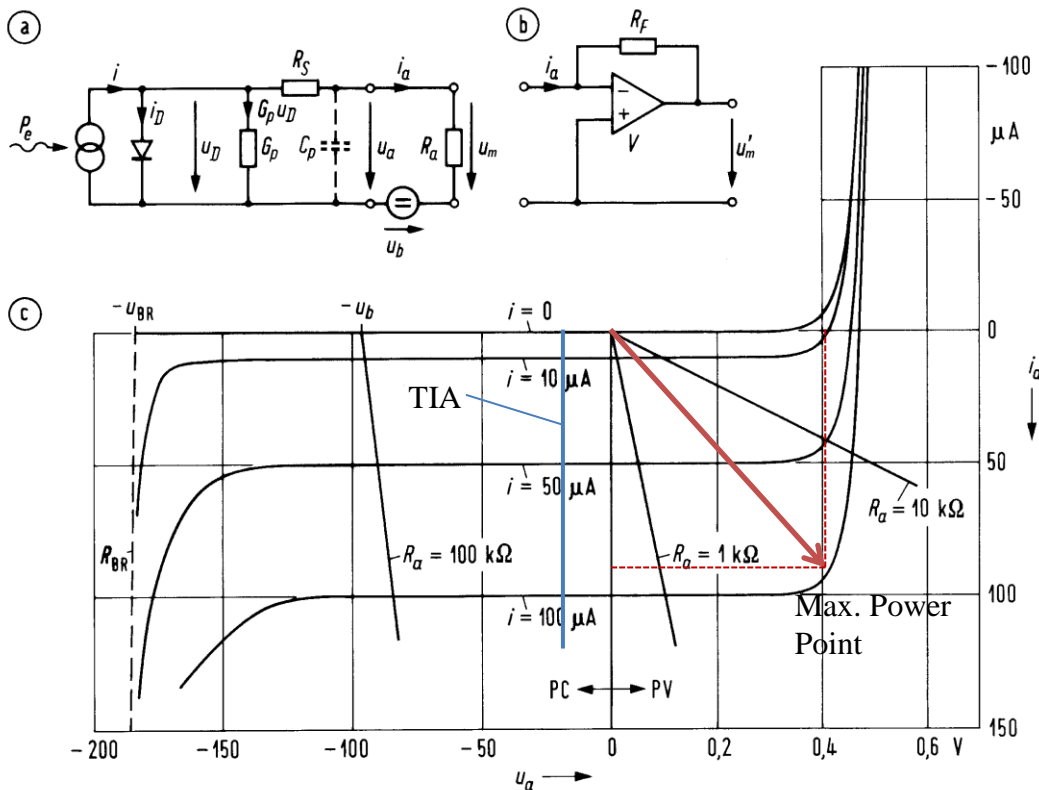 a
i
R_S
i_a
P_e
i_D
u_D
G_p u_D
G_p
C_p
u_a
R_a
u_m
=
u_b
b
R_F
i_a
−
+
V
u'_m
−100
µA
−50
0
50
100
150
i_a
c
−u_BR
−u_b
i = 0
i = 10 µA
TIA
i = 50 µA
R_a = 10 kΩ
R_BR
R_a = 100 kΩ
R_a = 1 kΩ
i = 100 µA
Max. Power
Point
PC
PV
−200
−150
−100
−50
0
0,2
0,4
0,6
V
u_a